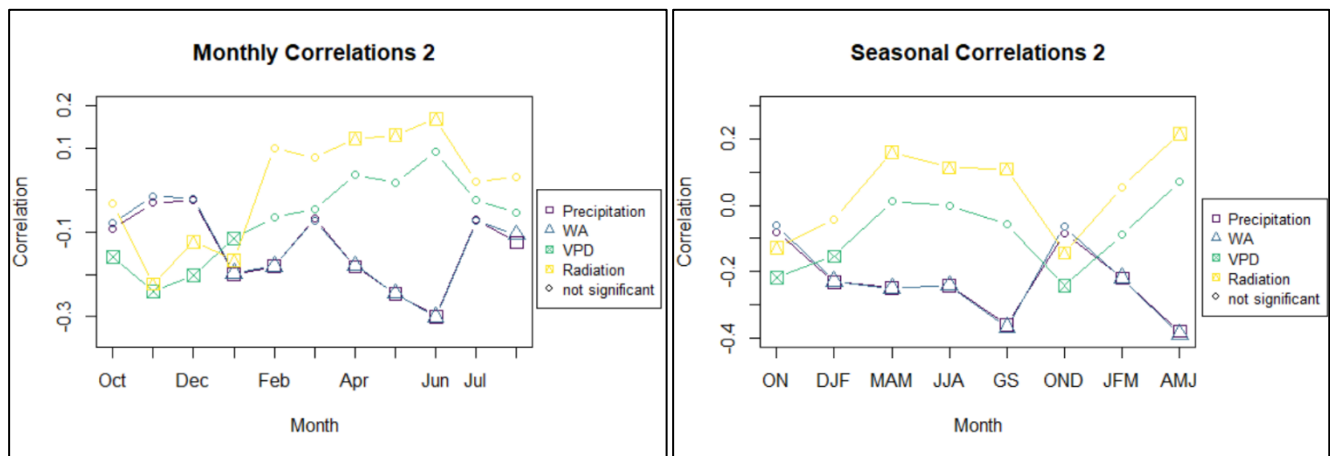 Monthly Correlations 2
0.2
0.1
-0.1
-0.3
Correlation
Oct Dec Feb Apr Jun Jul
Month
Precipitation
WA
VPD
Radiation
not significant
Seasonal Correlations 2
0.2
0.0
-0.2
-0.4
Correlation
ON DJF MAM JJA GS OND JFM AMJ
Month
Precipitation
WA
VPD
Radiation
not significant